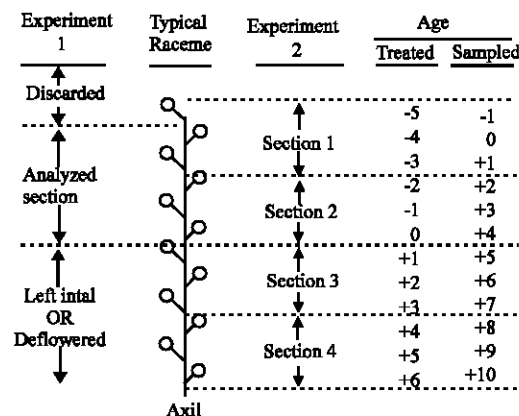 Experiment 1
Typical Raceme
Experiment 2
Age
Treated Sampled
Discarded
Analyzed section
Left intal OR Deflowered
Section 1
Section 2
Section 3
Section 4
-5 -1
-4 0
-3 +1
-2 +2
-1 +3
0 +4
+1 +5
+2 +6
+3 +7
+4 +8
+5 +9
+6 +10
Axil